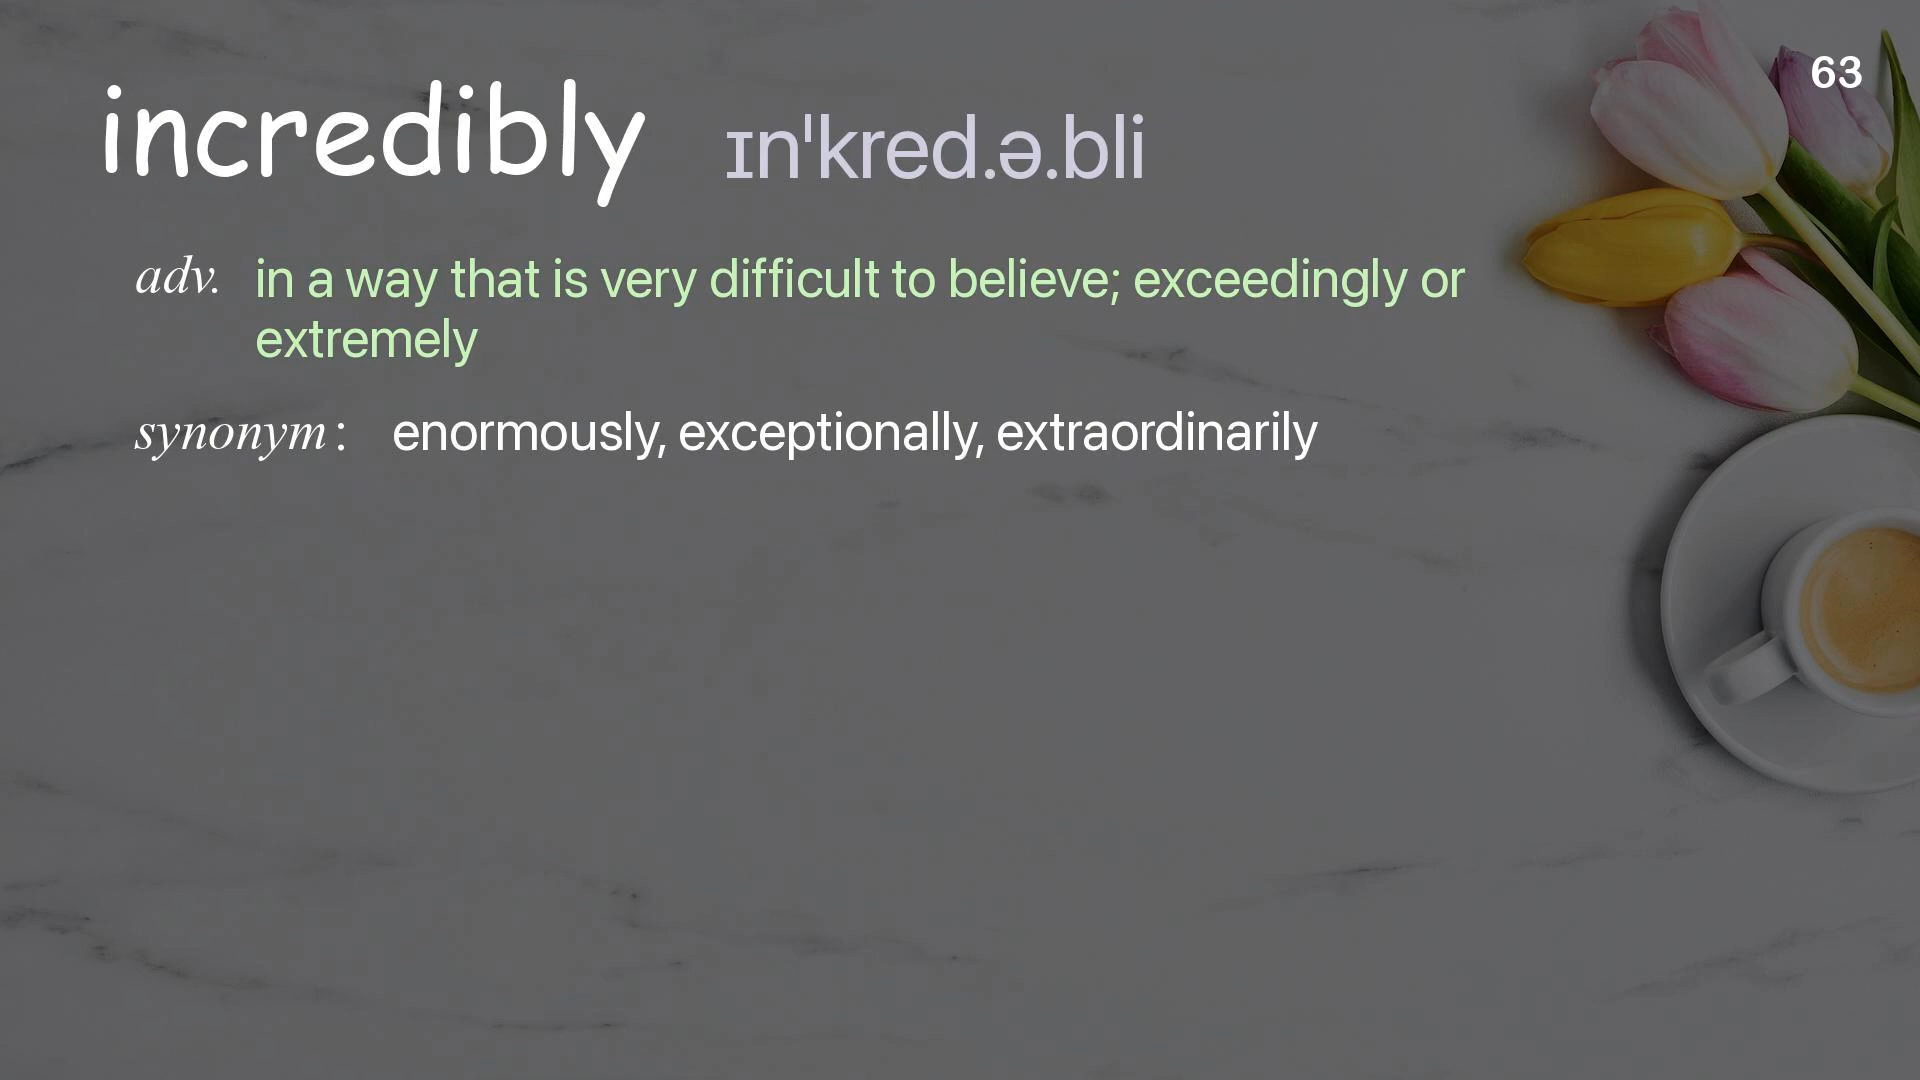 63
incredibly ɪnˈkred.ə.bli
adv. in a way that is very difficult to believe; exceedingly or
extremely
synonym: enormously, exceptionally, extraordinarily